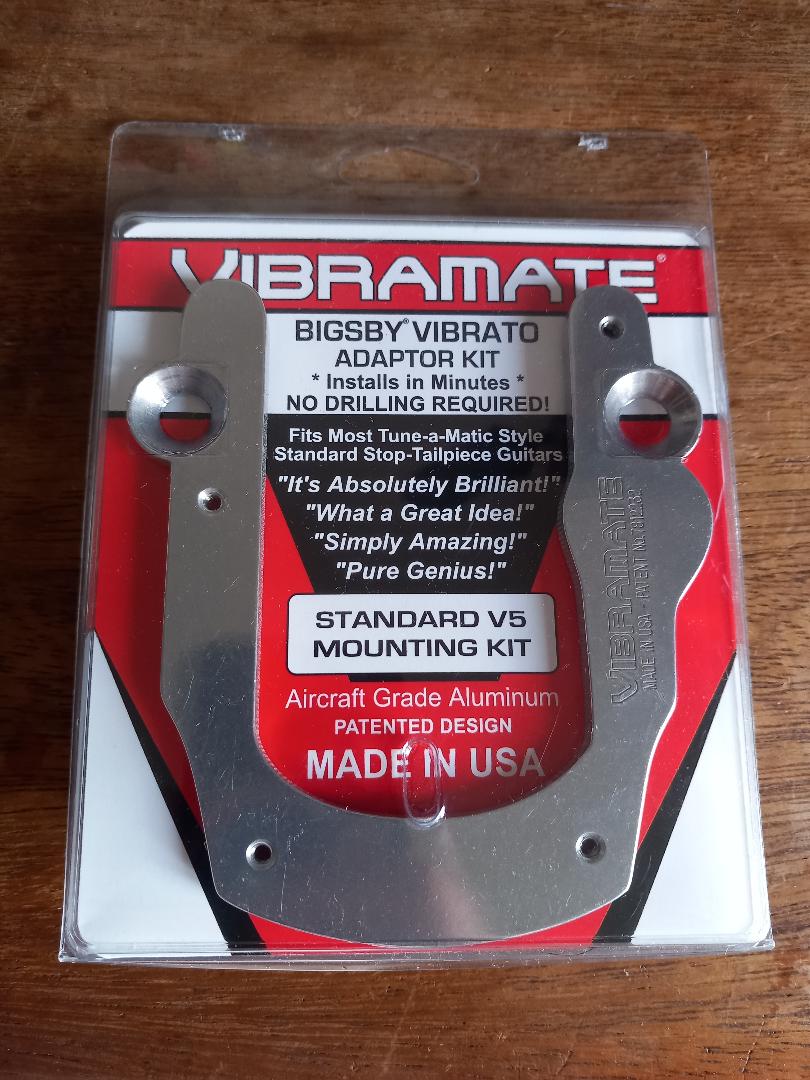 VIBRAMATE®
BIGSBY® VIBRATO
ADAPTOR KIT
* Installs in Minutes *
NO DRILLING REQUIRED!
Fits Most Tune-a-Matic Style
Standard Stop-Tailpiece Guitars
"It's Absolutely Brilliant!"
"What a Great Idea!"
"Simply Amazing!"
"Pure Genius!"
STANDARD V5
MOUNTING KIT
Aircraft Grade Aluminum
PATENTED DESIGN
MADE IN USA
VIBRAMATE
MADE IN USA - PATENT No.